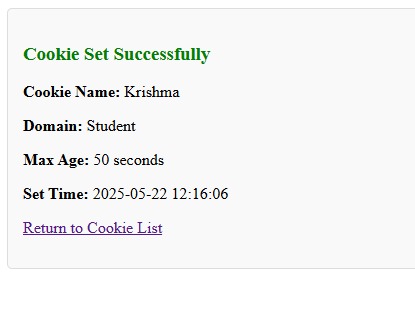 Cookie Set Successfully
Cookie Name: Krishma
Domain: Student
Max Age: 50 seconds
Set Time: 2025-05-22 12:16:06
Return to Cookie List